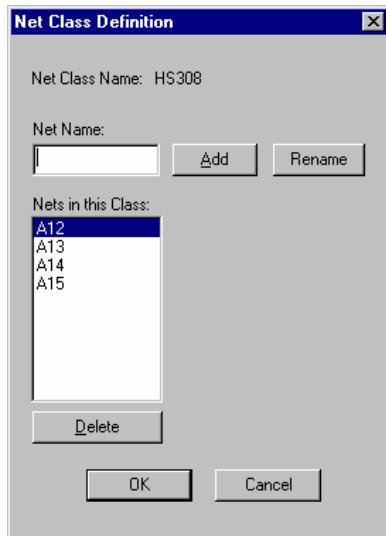 Net Class Definition
Net Class Name: HS308
Net Name:
Add Rename
Nets in this Class:
A12
A13
A14
A15
Delete
OK Cancel